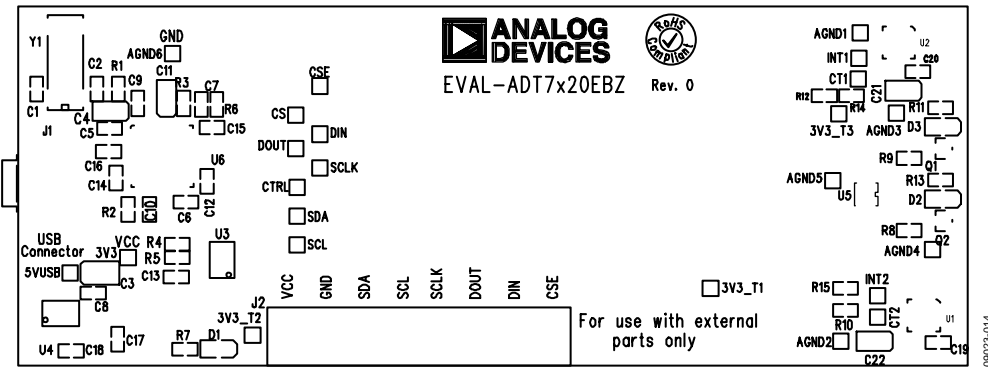 ANALOG
DEVICES
RoHS
Compliant
EVAL-ADT7x20EBZ
Rev. 0
Y1
GND
AGND6
C2
R1
C11
C9
R3
C7
R6
C1
C4
J1
C5
C15
C16
C14
U6
R2
C10
C6
C12
CSE
CS
DIN
DOUT
SCLK
CTRL
SDA
SCL
USB
Connector
VCC
3V3
5VUSB
C3
C8
R4
R5
C13
U3
U4
C18
C17
R7
D1
3V3_T2
J2
VCC
GND
SDA
SCL
SCLK
DOUT
DIN
CSE
For use with external
parts only
3V3_T1
AGND1
U2
INT1
C20
CT1
C21
R12
R14
R11
3V3_T3
AGND3
D3
R9
Q1
AGND5
R13
U5
D2
R8
Q2
AGND4
R15
INT2
R10
CT2
U1
AGND2
C22
C19
09023-014